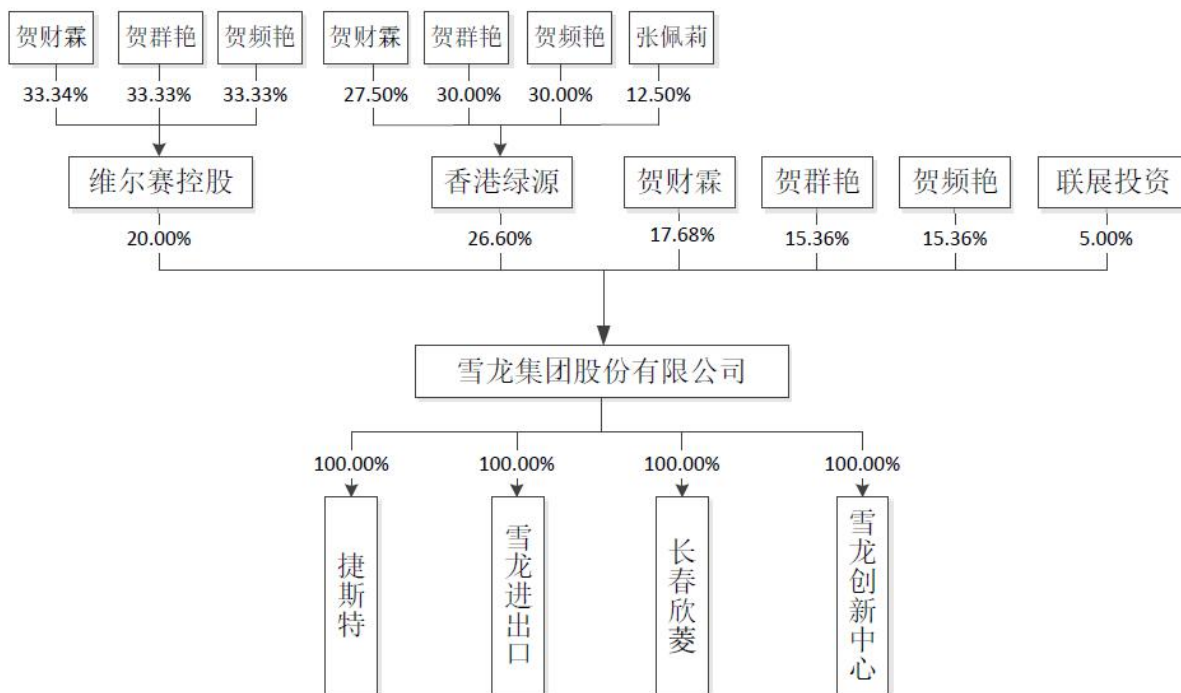 贺财霖
贺群艳
贺频艳
贺财霖
贺群艳
贺频艳
张佩莉
33.34%
33.33%
33.33%
27.50%
30.00%
30.00%
12.50%
维尔赛控股
香港绿源
贺财霖
贺群艳
贺频艳
联展投资
20.00%
26.60%
17.68%
15.36%
15.36%
5.00%
雪龙集团股份有限公司
100.00%
100.00%
100.00%
100.00%
捷斯特
雪龙进出口
长春欣菱
雪龙创新中心